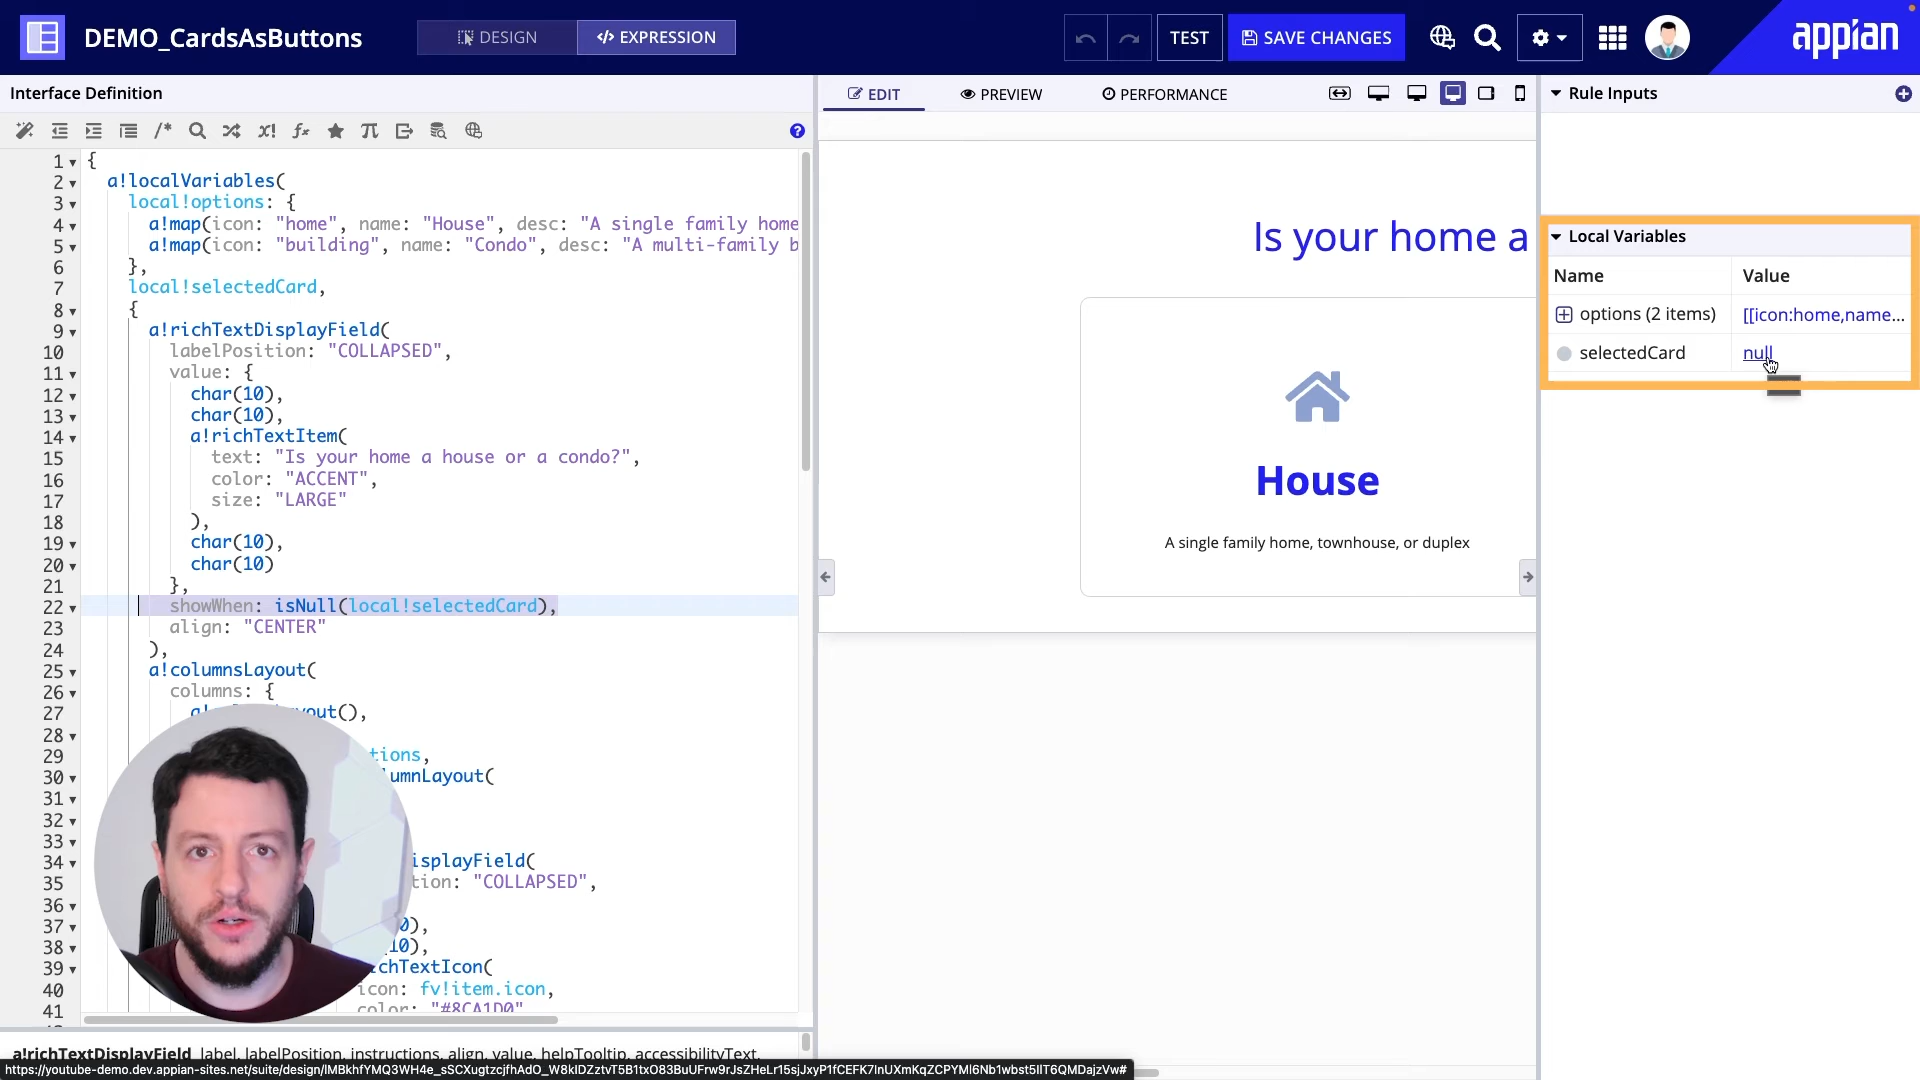 DEMO_CardsAsButtons
DESIGN
</> EXPRESSION
TEST
SAVE CHANGES
appian
Interface Definition
EDIT
PREVIEW
PERFORMANCE
Rule Inputs
1 {
2 a!localVariables(
3 local!options: {
4 a!map(icon: "home", name: "House", desc: "A single family home
5 a!map(icon: "building", name: "Condo", desc: "A multi-family b
6 },
7 local!selectedCard,
8 {
9 a!richTextDisplayField(
10 labelPosition: "COLLAPSED",
11 value: {
12 char(10),
13 char(10),
14 a!richTextItem(
15 text: "Is your home a house or a condo?",
16 color: "ACCENT",
17 size: "LARGE"
18 ),
19 char(10),
20 char(10)
21 },
22 showWhen: isNull(local!selectedCard),
23 align: "CENTER"
24 ),
25 a!columnsLayout(
26 columns: {
27 out(),
28
29 tions,
30 umnLayout(
31
32
33
34 isplayField(
35 tion: "COLLAPSED",
36
37 0),
38 10),
39 chTextIcon(
40 icon: fv!item.icon,
41 color: "#8CA1D0"
a!richTextDisplayField label, labelPosition, instructions, align, value, helpTooltip, accessibilityText,
Is your home a
House
A single family home, townhouse, or duplex
Local Variables
Name Value
options (2 items) [[icon:home,name...
selectedCard null